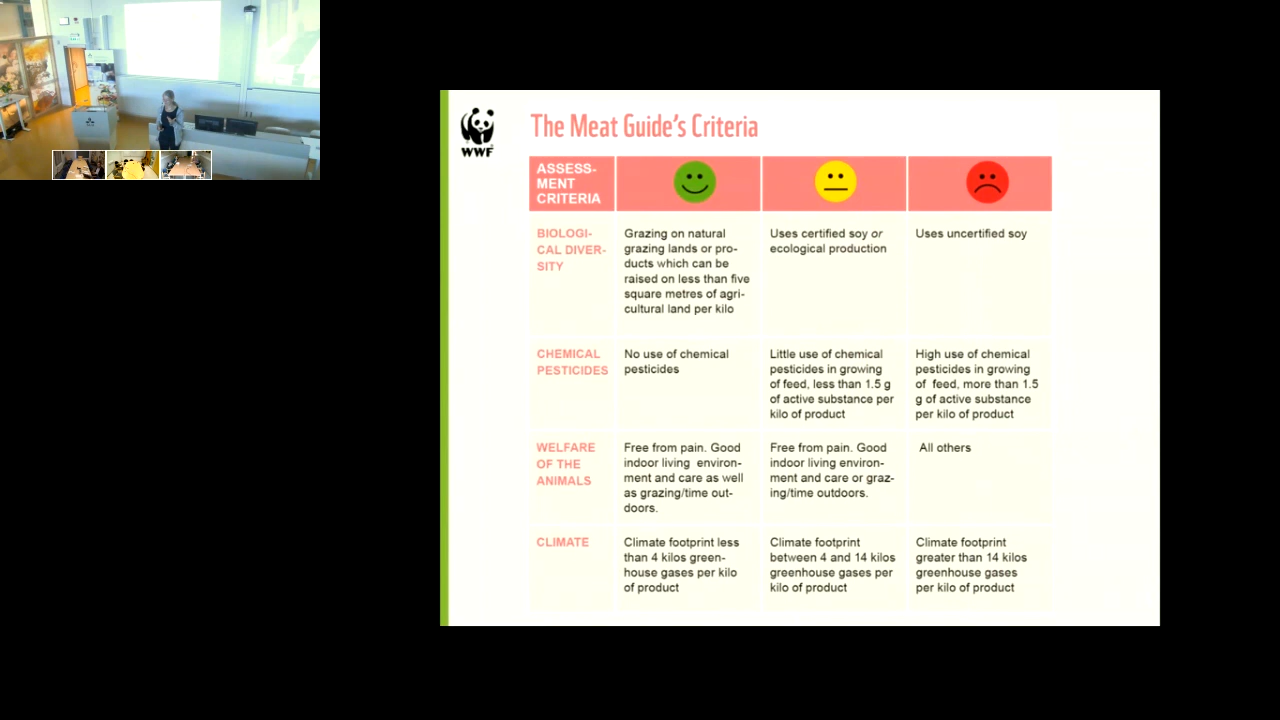 WWF
The Meat Guide's Criteria
ASSESS-
MENT
CRITERIA
BIOLOGI-
CAL DIVER-
SITY
Grazing on natural
grazing lands or pro-
ducts which can be
raised on less than five
square metres of agri-
cultural land per kilo
Uses certified soy or
ecological production
Uses uncertified soy
CHEMICAL
PESTICIDES
No use of chemical
pesticides
Little use of chemical
pesticides in growing
of feed, less than 1.5 g
of active substance per
kilo of product
High use of chemical
pesticides in growing
of feed, more than 1.5
g of active substance
per kilo of product
WELFARE
OF THE
ANIMALS
Free from pain. Good
indoor living environ-
ment and care as well
as grazing/time out-
doors.
Free from pain. Good
indoor living environ-
ment and care or graz-
ing/time outdoors.
All others
CLIMATE
Climate footprint less
than 4 kilos green-
house gases per kilo
of product
Climate footprint
between 4 and 14 kilos
greenhouse gases per
kilo of product
Climate footprint
greater than 14 kilos
greenhouse gases
per kilo of product